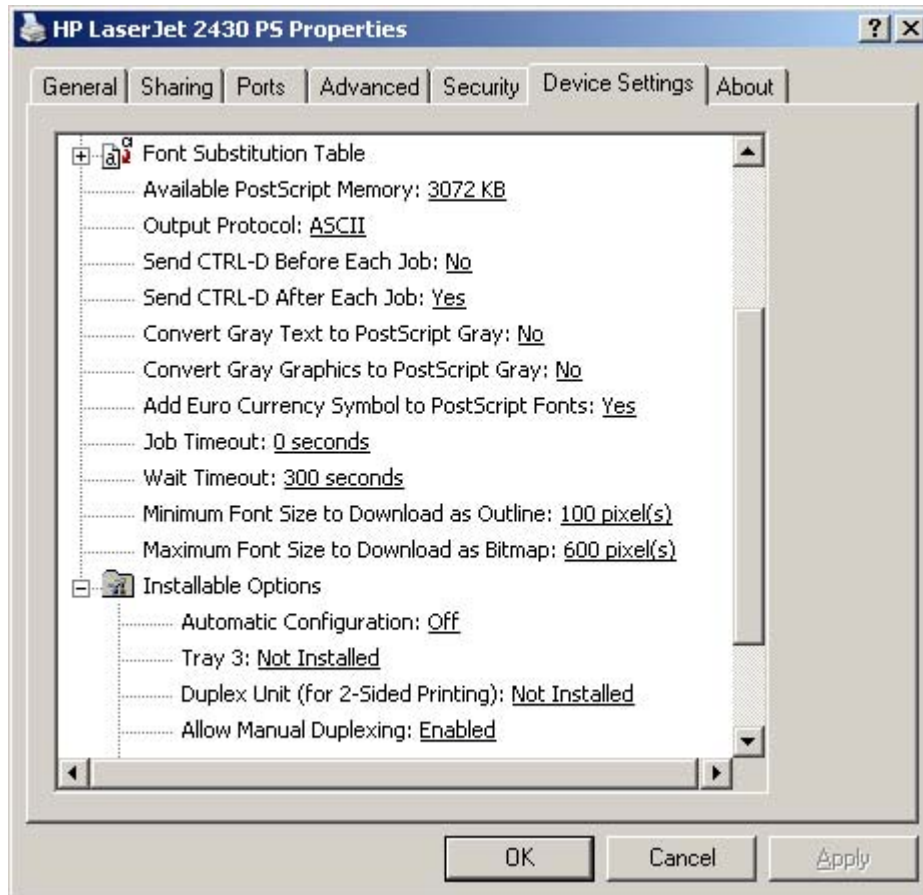 HP LaserJet 2430 PS Properties
General Sharing Ports Advanced Security Device Settings About
Font Substitution Table
Available PostScript Memory: 3072 KB
Output Protocol: ASCII
Send CTRL-D Before Each Job: No
Send CTRL-D After Each Job: Yes
Convert Gray Text to PostScript Gray: No
Convert Gray Graphics to PostScript Gray: No
Add Euro Currency Symbol to PostScript Fonts: Yes
Job Timeout: 0 seconds
Wait Timeout: 300 seconds
Minimum Font Size to Download as Outline: 100 pixel(s)
Maximum Font Size to Download as Bitmap: 600 pixel(s)
Installable Options
Automatic Configuration: Off
Tray 3: Not Installed
Duplex Unit (for 2-Sided Printing): Not Installed
Allow Manual Duplexing: Enabled
OK Cancel Apply